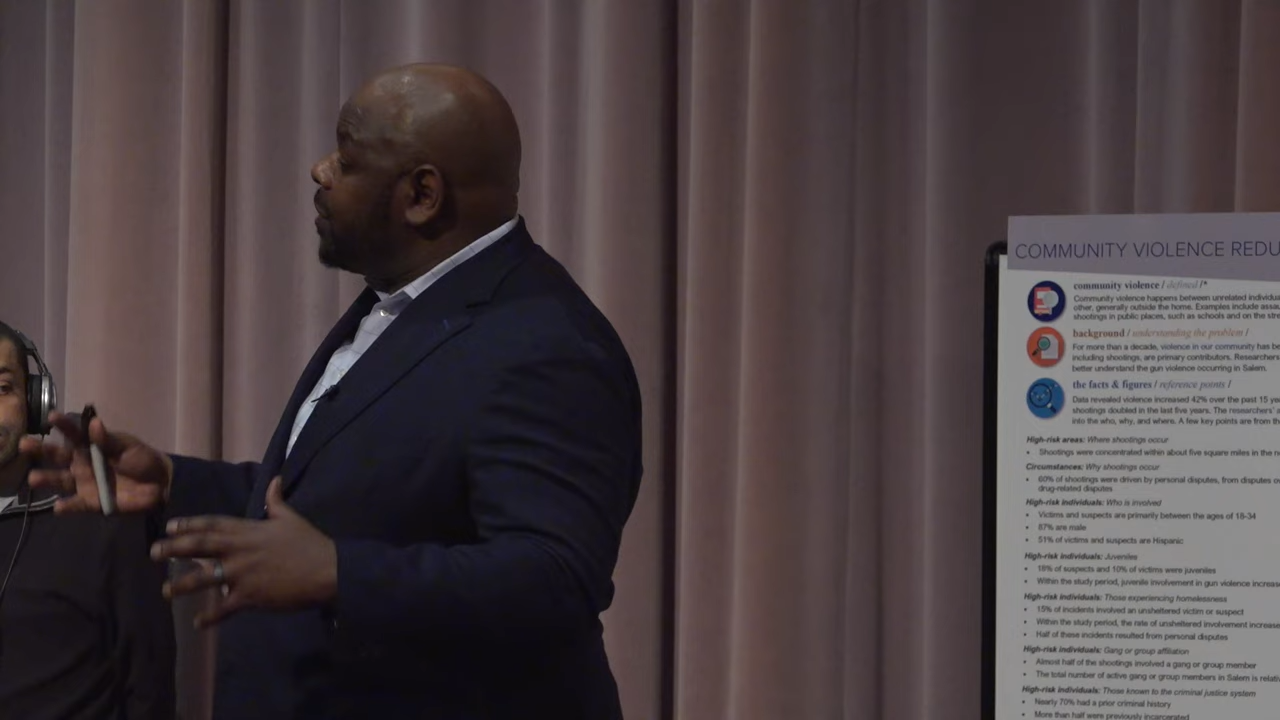 COMMUNITY VIOLENCE REDU
community violence / defined /*
Community violence happens between unrelated individua
other, generally outside the home. Examples include assau
shootings in public places, such as schools and on the stre
background / understanding the problem /
For more than a decade, violence in our community has be
including shootings, are primary contributors. Researchers
better understand the gun violence occurring in Salem.
the facts & figures / reference points /
Data revealed violence increased 42% over the past 15 ye
shootings doubled in the last five years. The researchers' a
into the who, why, and where. A few key points are from th
High-risk areas: Where shootings occur
• Shootings were concentrated within about five square miles in the n
Circumstances: Why shootings occur
• 60% of shootings were driven by personal disputes, from disputes o
drug-related disputes
High-risk individuals: Who is involved
• Victims and suspects are primarily between the ages of 18-34
• 87% are male
• 51% of victims and suspects are Hispanic
High-risk individuals: Juveniles
• 18% of suspects and 10% of victims were juveniles
• Within the study period, juvenile involvement in gun violence increase
High-risk individuals: Those experiencing homelessness
• 15% of incidents involved an unsheltered victim or suspect
• Within the study period, the rate of unsheltered involvement increase
• Half of these incidents resulted from personal disputes
High-risk individuals: Gang or group affiliation
• Almost half of the shootings involved a gang or group member
• The total number of active gang or group members in Salem is relativ
High-risk individuals: Those known to the criminal justice system
• Nearly 70% had a prior criminal history
• More than half were previously incarcerated